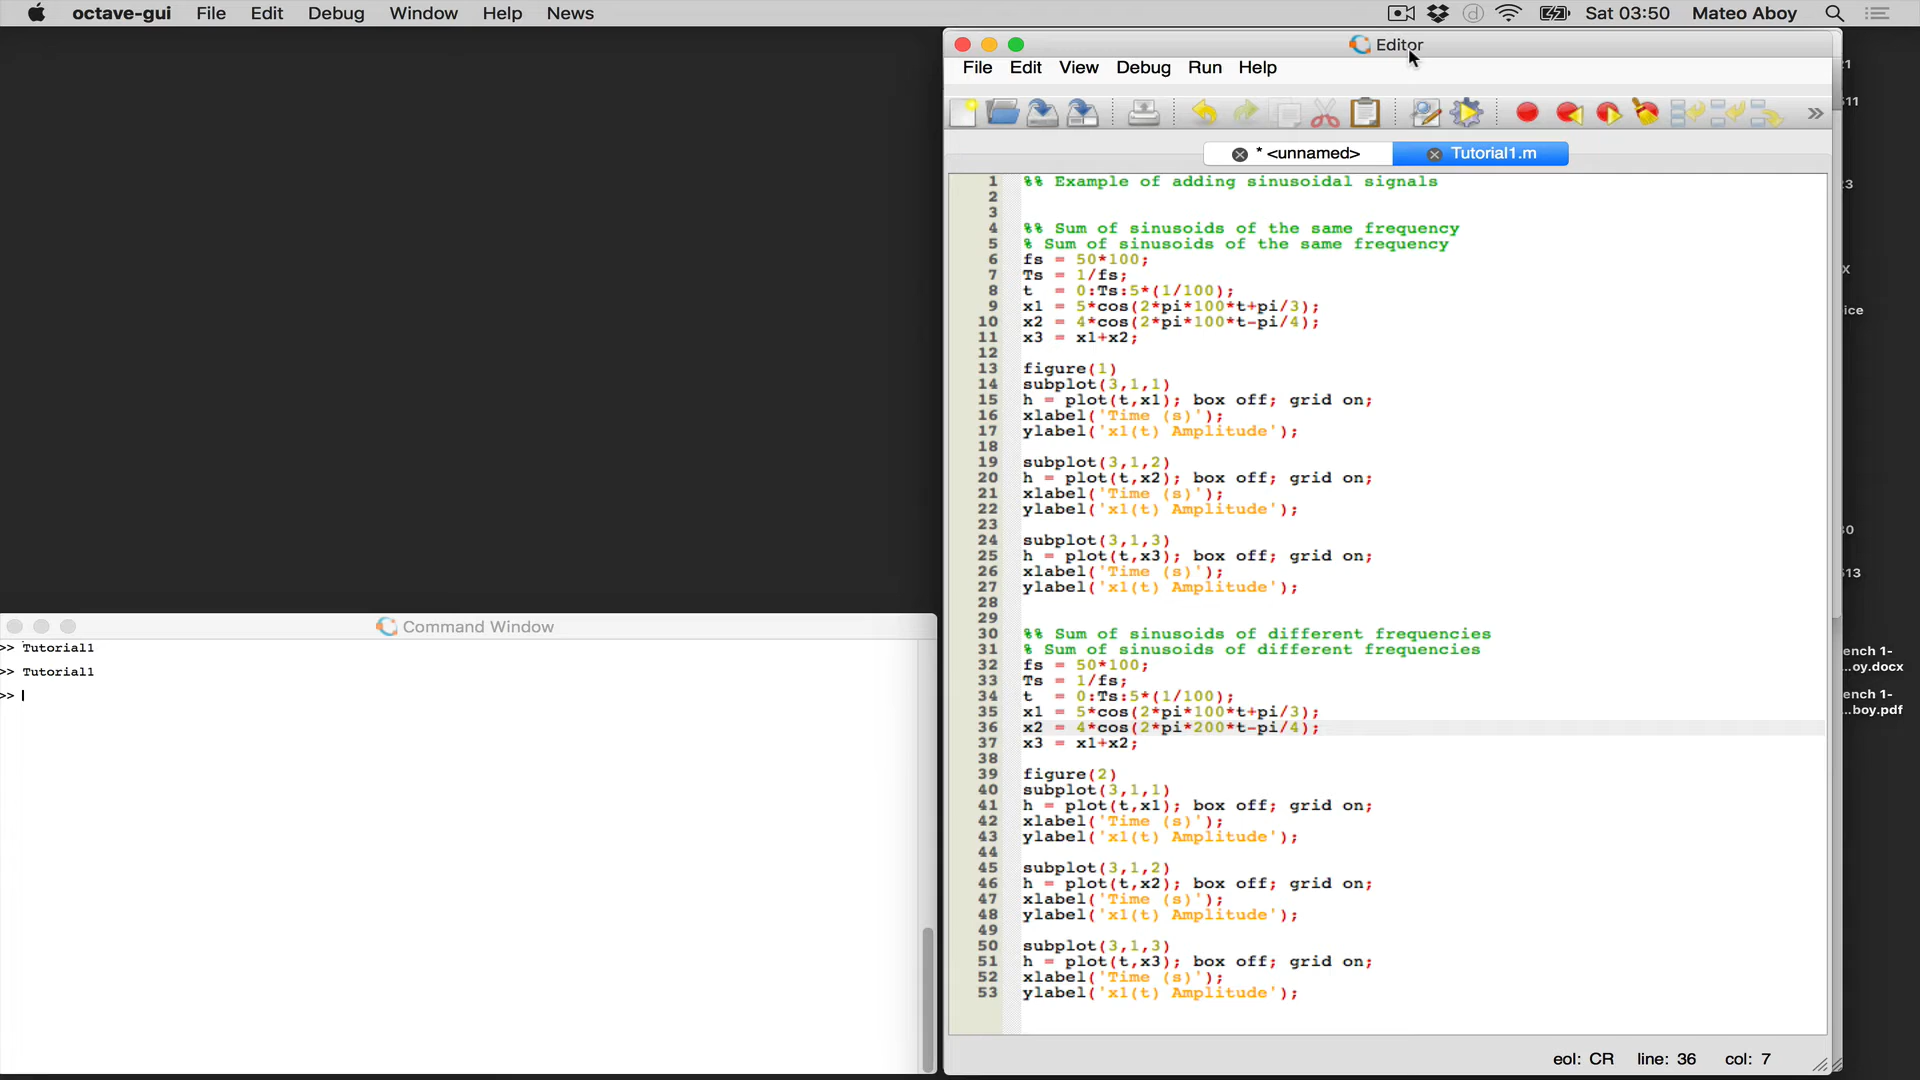 octave-gui File Edit Debug Window Help News
Sat 03:50 Mateo Aboy
Editor
File Edit View Debug Run Help
* <unnamed> Tutorial1.m
1 %% Example of adding sinusoidal signals
2
3
4 %% Sum of sinusoids of the same frequency
5 % Sum of sinusoids of the same frequency
6 fs = 50*100;
7 Ts = 1/fs;
8 t  = 0:Ts:5*(1/100);
9 x1 = 5*cos(2*pi*100*t+pi/3);
10 x2 = 4*cos(2*pi*100*t-pi/4);
11 x3 = x1+x2;
12
13 figure(1)
14 subplot(3,1,1)
15 h = plot(t,x1); box off; grid on;
16 xlabel('Time (s)');
17 ylabel('x1(t) Amplitude');
18
19 subplot(3,1,2)
20 h = plot(t,x2); box off; grid on;
21 xlabel('Time (s)');
22 ylabel('x1(t) Amplitude');
23
24 subplot(3,1,3)
25 h = plot(t,x3); box off; grid on;
26 xlabel('Time (s)');
27 ylabel('x1(t) Amplitude');
28
29
30 %% Sum of sinusoids of different frequencies
31 % Sum of sinusoids of different frequencies
32 fs = 50*100;
33 Ts = 1/fs;
34 t  = 0:Ts:5*(1/100);
35 x1 = 5*cos(2*pi*100*t+pi/3);
36 x2 = 4*cos(2*pi*200*t-pi/4);
37 x3 = x1+x2;
38
39 figure(2)
40 subplot(3,1,1)
41 h = plot(t,x1); box off; grid on;
42 xlabel('Time (s)');
43 ylabel('x1(t) Amplitude');
44
45 subplot(3,1,2)
46 h = plot(t,x2); box off; grid on;
47 xlabel('Time (s)');
48 ylabel('x1(t) Amplitude');
49
50 subplot(3,1,3)
51 h = plot(t,x3); box off; grid on;
52 xlabel('Time (s)');
53 ylabel('x1(t) Amplitude');
eol: CR line: 36 col: 7
Command Window
>> Tutorial1
>> Tutorial1
>>
ench 1-
...oy.docx
ench 1-
...boy.pdf